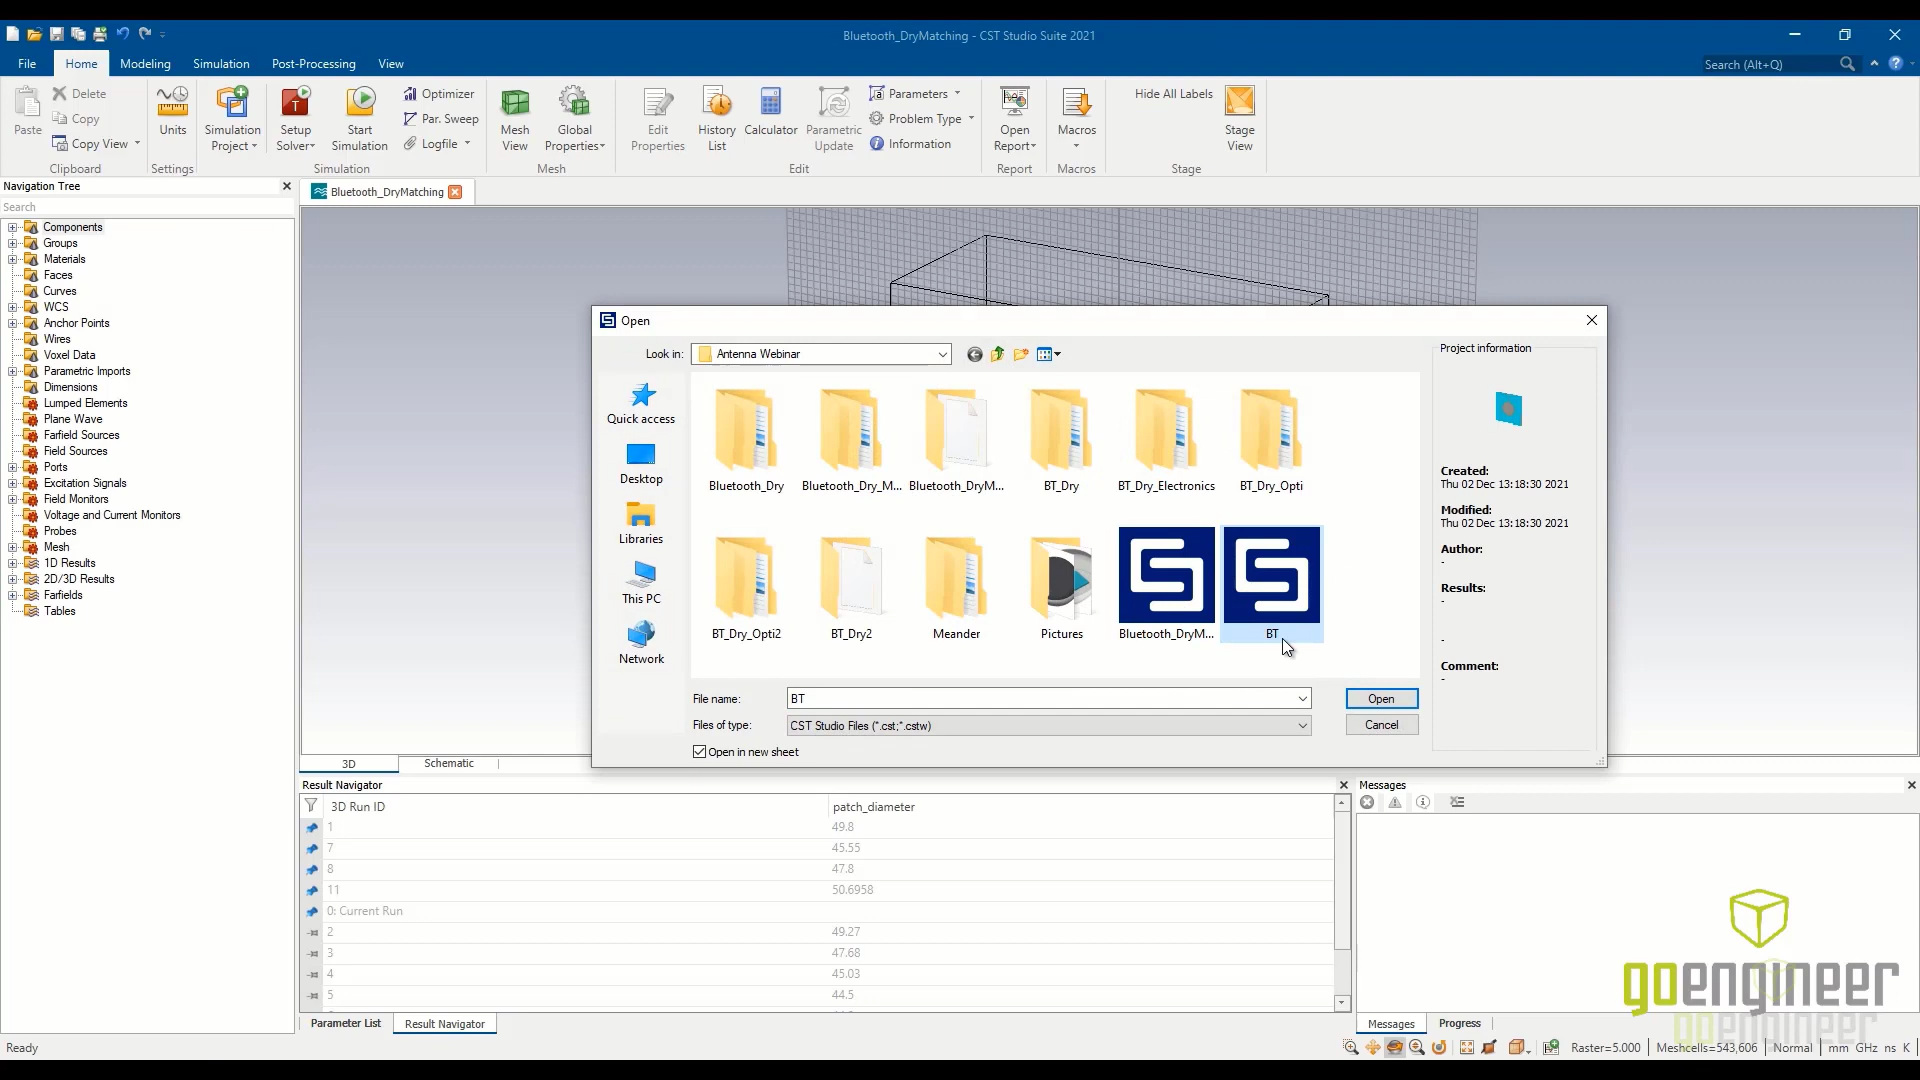 Bluetooth_DryMatching - CST Studio Suite 2021
File Home Modeling Simulation Post-Processing View
Search (Alt+Q)
Paste
Delete
Copy
Copy View
Clipboard
Units
Settings
Simulation Project
Setup Solver
Start Simulation
Optimizer
Par. Sweep
Logfile
Simulation
Mesh View
Global Properties
Mesh
Edit Properties
History List
Calculator
Parametric Update
Parameters
Problem Type
Information
Edit
Open Report
Report
Macros
Macros
Hide All Labels
Stage View
Stage
Navigation Tree
Search
Components
Groups
Materials
Faces
Curves
WCS
Anchor Points
Wires
Voxel Data
Parametric Imports
Dimensions
Lumped Elements
Plane Wave
Farfield Sources
Field Sources
Ports
Excitation Signals
Field Monitors
Voltage and Current Monitors
Probes
Mesh
1D Results
2D/3D Results
Farfields
Tables
Bluetooth_DryMatching
Open
Look in: Antenna Webinar
Quick access
Desktop
Libraries
This PC
Network
Bluetooth_Dry Bluetooth_Dry_M... Bluetooth_DryM... BT_Dry BT_Dry_Electronics BT_Dry_Opti
BT_Dry_Opti2 BT_Dry2 Meander Pictures Bluetooth_DryM... BT
File name: BT
Files of type: CST Studio Files (*.cst;*.cstw)
Open in new sheet
Open
Cancel
Project information
Created:
Thu 02 Dec 13:18:30 2021
Modified:
Thu 02 Dec 13:18:30 2021
Author:
-
Results:
-
-
Comment:
-
3D Schematic
Result Navigator
3D Run ID patch_diameter
1 49.8
7 45.55
8 47.8
11 50.6958
0: Current Run
2 49.27
3 47.68
4 45.03
5 44.5
Parameter List Result Navigator
Messages
Messages Progress
goengineer
Ready
Raster=5.000 Meshcells=543,606 Normal mm GHz ns K